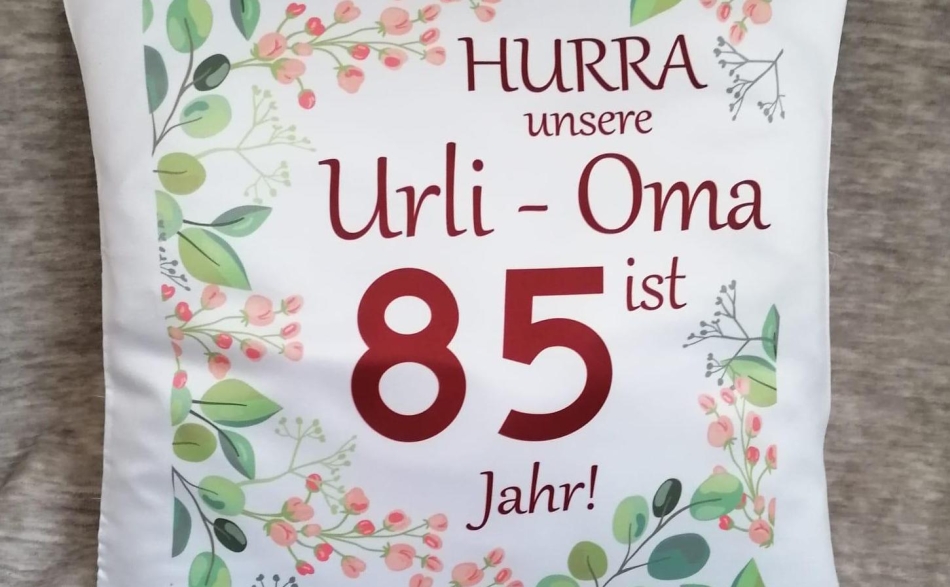 HURRA
unsere
Urli - Oma
ist
85
Jahr!